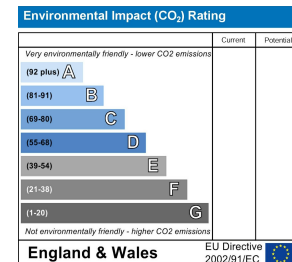 Environmental Impact (CO₂) Rating
Current Potential
Very environmentally friendly - lower CO2 emissions
(92 plus) A
(81-91) B
(69-80) C
(55-68) D
(39-54) E
(21-38) F
(1-20) G
Not environmentally friendly - higher CO2 emissions
England & Wales
EU Directive
2002/91/EC